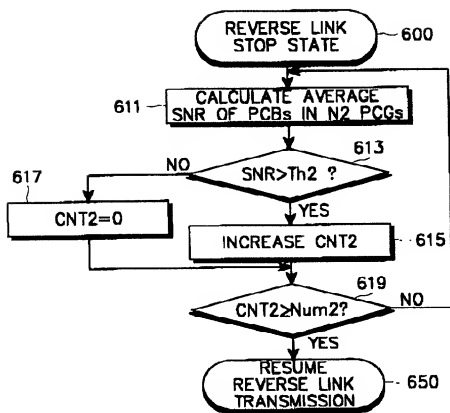 REVERSE LINK
STOP STATE
600
611
CALCULATE AVERAGE
SNR OF PCBs IN N2 PCGs
613
SNR>Th2 ?
NO
YES
617
CNT2=0
INCREASE CNT2
615
619
CNT2≥Num2?
NO
YES
RESUME
REVERSE LINK
TRANSMISSION
650